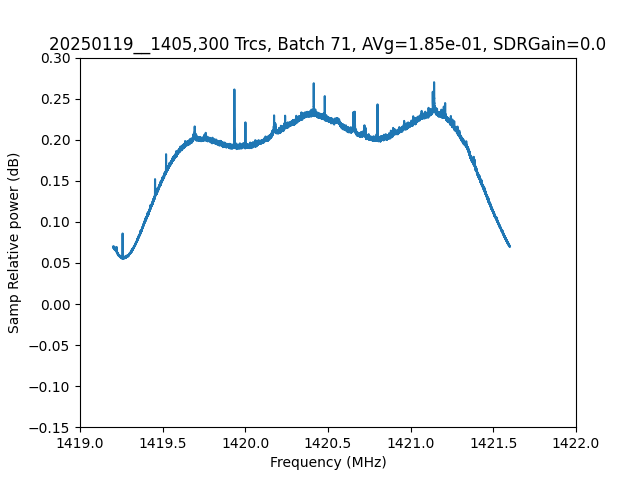 20250119__1405,300 Trcs, Batch 71, AVg=1.85e-01, SDRGain=0.0
0.30
0.25
0.20
0.15
0.10
0.05
0.00
−0.05
−0.10
−0.15
Samp Relative power (dB)
1419.0 1419.5 1420.0 1420.5 1421.0 1421.5 1422.0
Frequency (MHz)